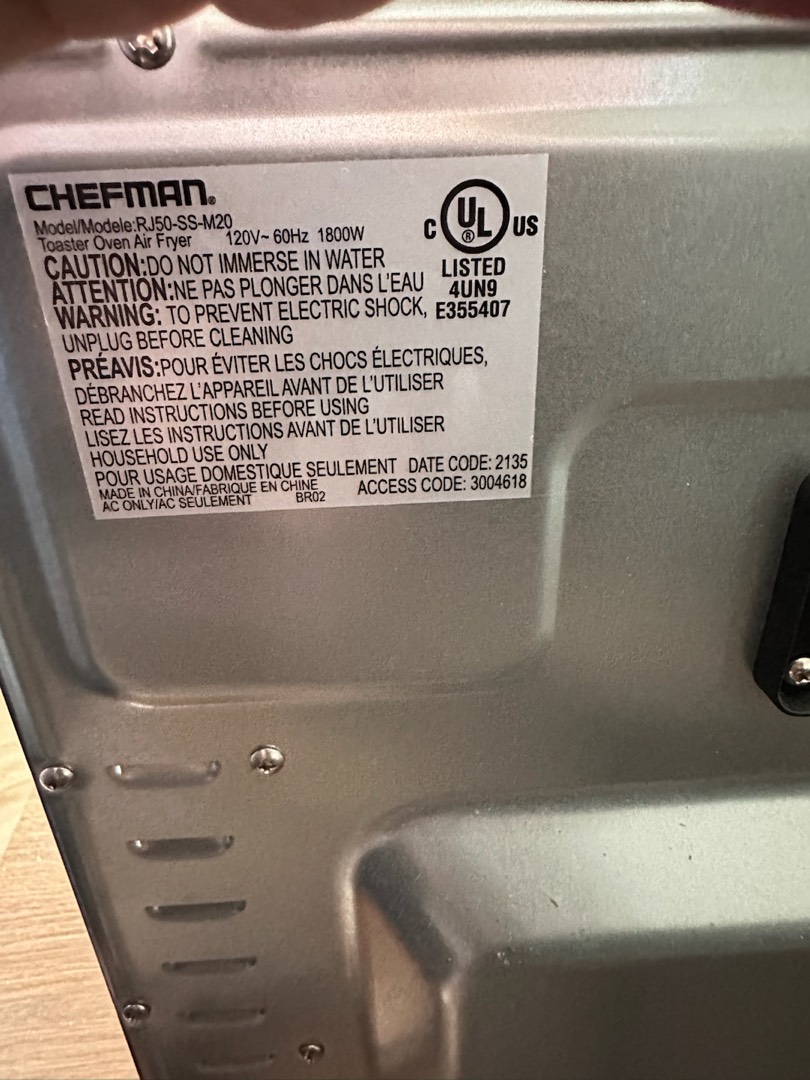 CHEFMAN®
Model/Modele:RJ50-SS-M20
Toaster Oven Air Fryer 120V~ 60Hz 1800W
CAUTION:DO NOT IMMERSE IN WATER
ATTENTION:NE PAS PLONGER DANS L'EAU
WARNING: TO PREVENT ELECTRIC SHOCK,
UNPLUG BEFORE CLEANING
PRÉAVIS:POUR ÉVITER LES CHOCS ÉLECTRIQUES,
DÉBRANCHEZ L'APPAREIL AVANT DE L'UTILISER
READ INSTRUCTIONS BEFORE USING
LISEZ LES INSTRUCTIONS AVANT DE L'UTILISER
HOUSEHOLD USE ONLY
POUR USAGE DOMESTIQUE SEULEMENT DATE CODE: 2135
MADE IN CHINA/FABRIQUE EN CHINE
AC ONLY/AC SEULEMENT BR02 ACCESS CODE: 3004618
C UL® US
LISTED
4UN9
E355407